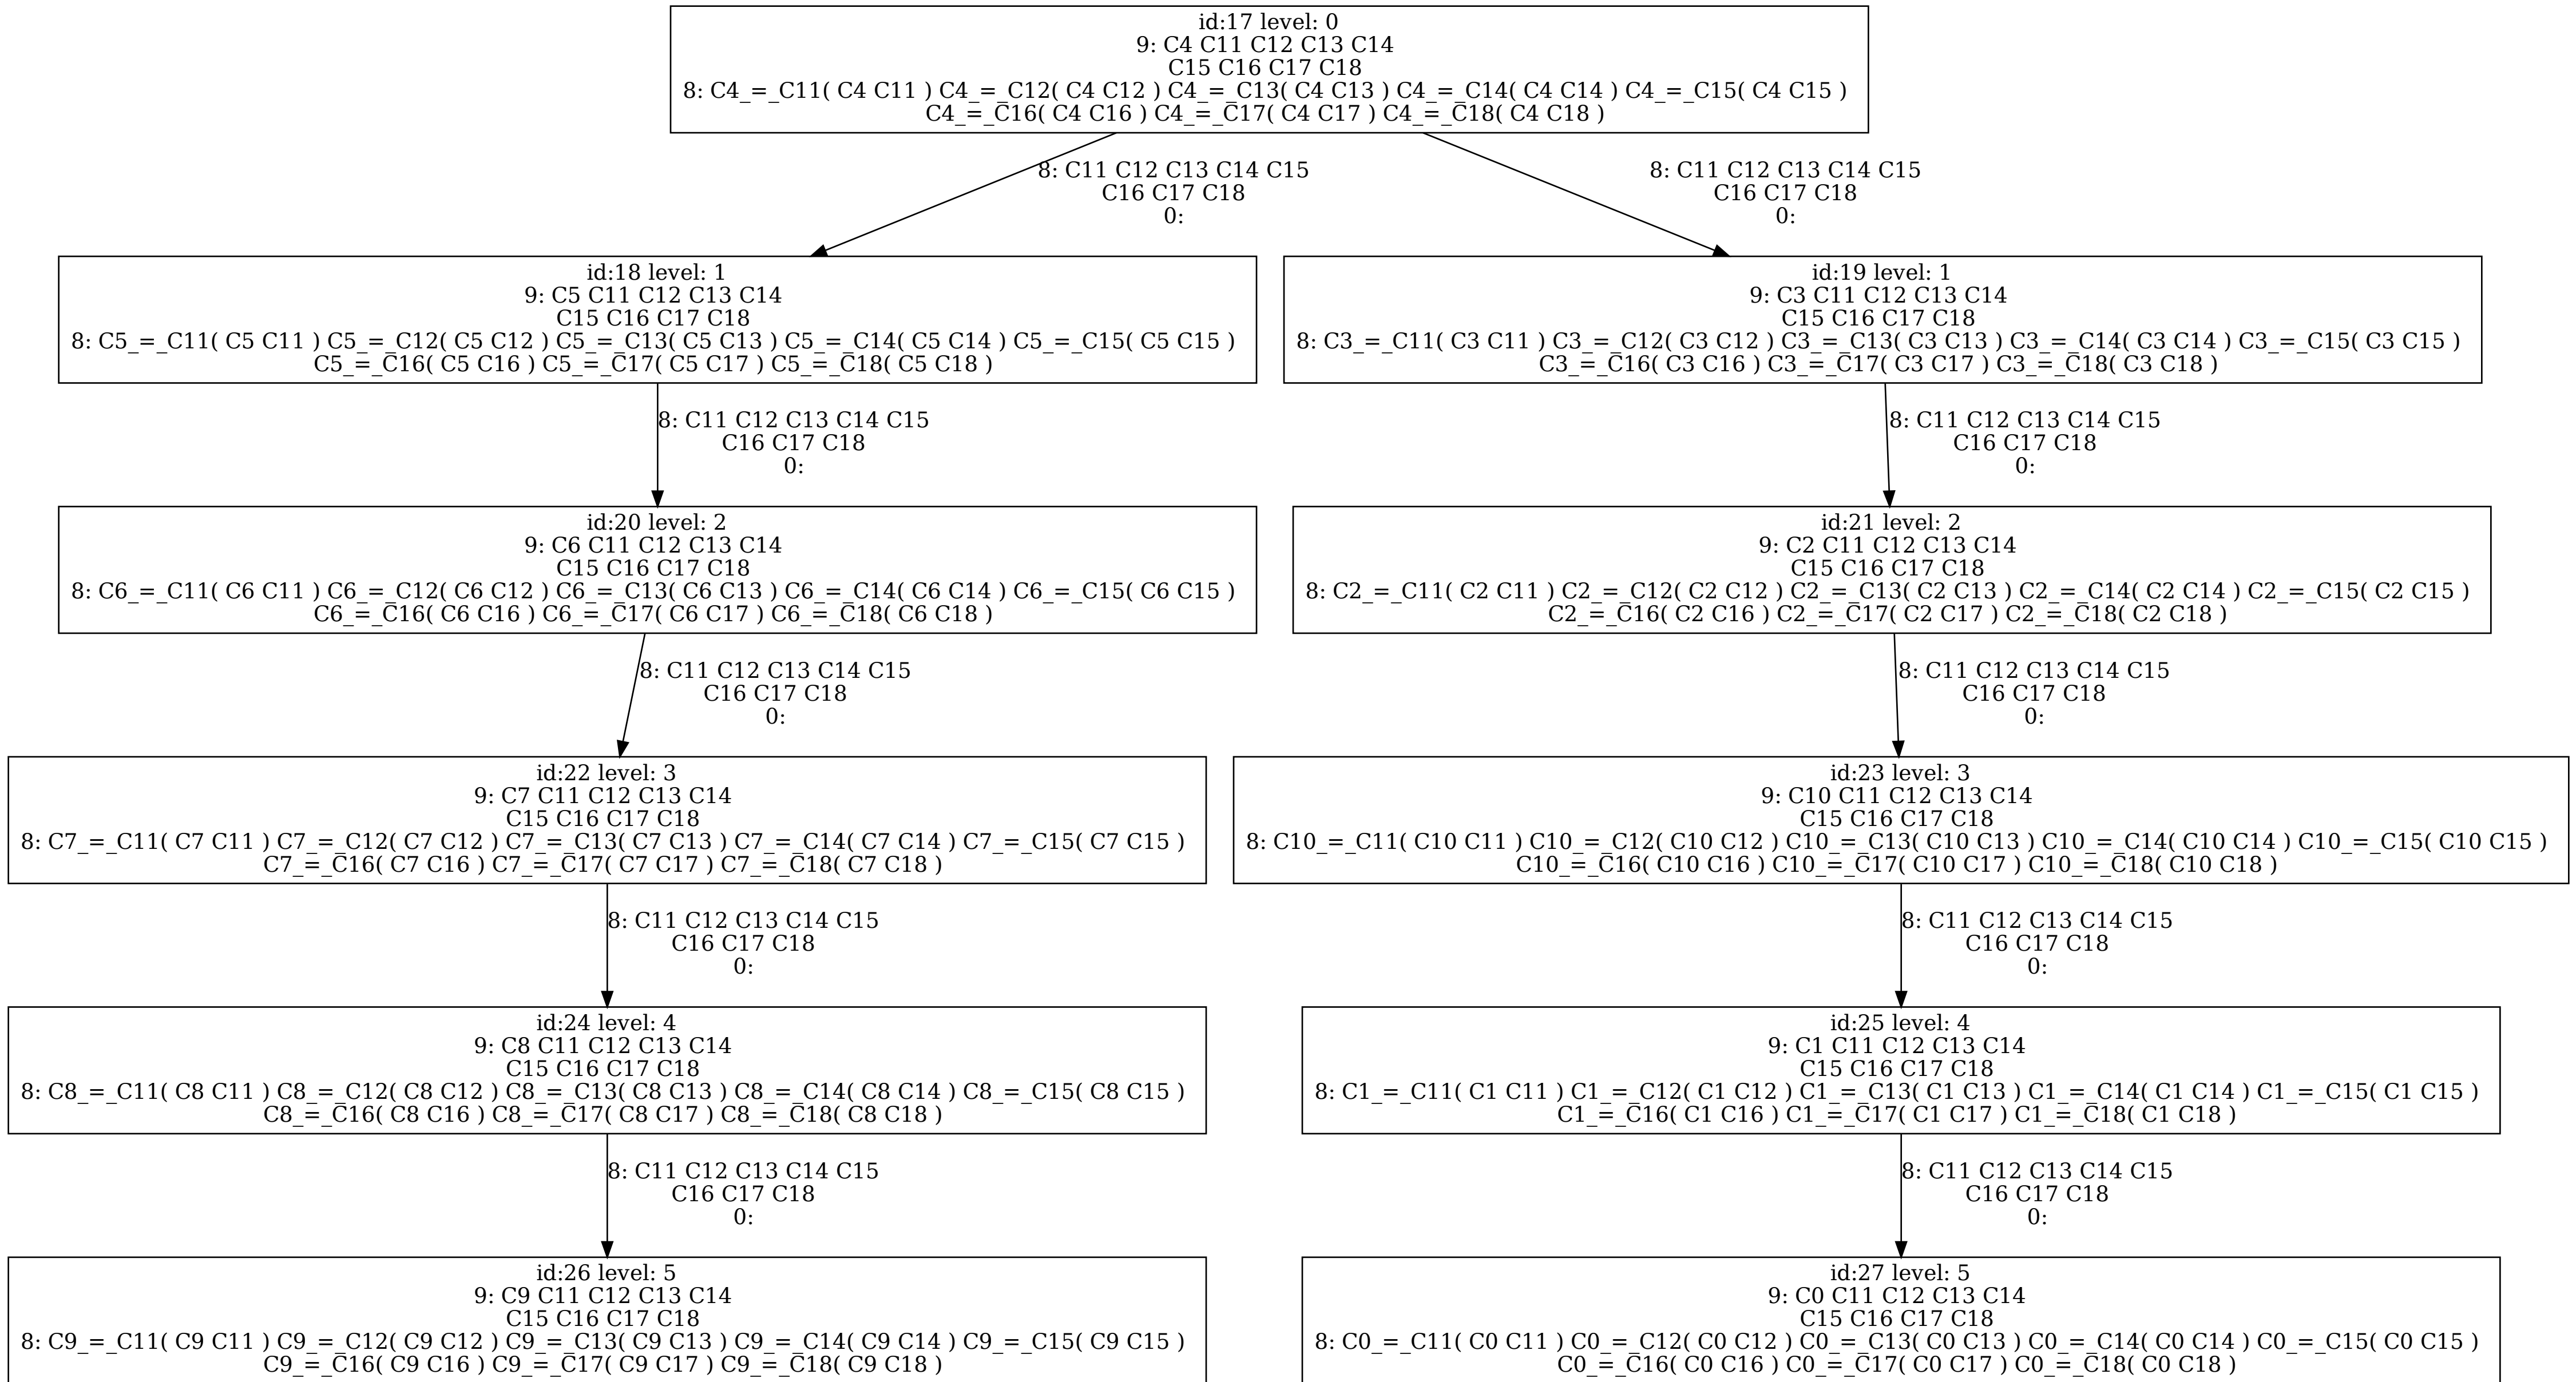 id:17 level: 0
9: C4 C11 C12 C13 C14
C15 C16 C17 C18
8: C4_=_C11( C4 C11 ) C4_=_C12( C4 C12 ) C4_=_C13( C4 C13 ) C4_=_C14( C4 C14 ) C4_=_C15( C4 C15 )
C4_=_C16( C4 C16 ) C4_=_C17( C4 C17 ) C4_=_C18( C4 C18 )
8: C11 C12 C13 C14 C15
C16 C17 C18
0:
8: C11 C12 C13 C14 C15
C16 C17 C18
0:
id:18 level: 1
9: C5 C11 C12 C13 C14
C15 C16 C17 C18
8: C5_=_C11( C5 C11 ) C5_=_C12( C5 C12 ) C5_=_C13( C5 C13 ) C5_=_C14( C5 C14 ) C5_=_C15( C5 C15 )
C5_=_C16( C5 C16 ) C5_=_C17( C5 C17 ) C5_=_C18( C5 C18 )
id:19 level: 1
9: C3 C11 C12 C13 C14
C15 C16 C17 C18
8: C3_=_C11( C3 C11 ) C3_=_C12( C3 C12 ) C3_=_C13( C3 C13 ) C3_=_C14( C3 C14 ) C3_=_C15( C3 C15 )
C3_=_C16( C3 C16 ) C3_=_C17( C3 C17 ) C3_=_C18( C3 C18 )
8: C11 C12 C13 C14 C15
C16 C17 C18
0:
8: C11 C12 C13 C14 C15
C16 C17 C18
0:
id:20 level: 2
9: C6 C11 C12 C13 C14
C15 C16 C17 C18
8: C6_=_C11( C6 C11 ) C6_=_C12( C6 C12 ) C6_=_C13( C6 C13 ) C6_=_C14( C6 C14 ) C6_=_C15( C6 C15 )
C6_=_C16( C6 C16 ) C6_=_C17( C6 C17 ) C6_=_C18( C6 C18 )
id:21 level: 2
9: C2 C11 C12 C13 C14
C15 C16 C17 C18
8: C2_=_C11( C2 C11 ) C2_=_C12( C2 C12 ) C2_=_C13( C2 C13 ) C2_=_C14( C2 C14 ) C2_=_C15( C2 C15 )
C2_=_C16( C2 C16 ) C2_=_C17( C2 C17 ) C2_=_C18( C2 C18 )
8: C11 C12 C13 C14 C15
C16 C17 C18
0:
8: C11 C12 C13 C14 C15
C16 C17 C18
0:
id:22 level: 3
9: C7 C11 C12 C13 C14
C15 C16 C17 C18
8: C7_=_C11( C7 C11 ) C7_=_C12( C7 C12 ) C7_=_C13( C7 C13 ) C7_=_C14( C7 C14 ) C7_=_C15( C7 C15 )
C7_=_C16( C7 C16 ) C7_=_C17( C7 C17 ) C7_=_C18( C7 C18 )
id:23 level: 3
9: C10 C11 C12 C13 C14
C15 C16 C17 C18
8: C10_=_C11( C10 C11 ) C10_=_C12( C10 C12 ) C10_=_C13( C10 C13 ) C10_=_C14( C10 C14 ) C10_=_C15( C10 C15 )
C10_=_C16( C10 C16 ) C10_=_C17( C10 C17 ) C10_=_C18( C10 C18 )
8: C11 C12 C13 C14 C15
C16 C17 C18
0:
8: C11 C12 C13 C14 C15
C16 C17 C18
0:
id:24 level: 4
9: C8 C11 C12 C13 C14
C15 C16 C17 C18
8: C8_=_C11( C8 C11 ) C8_=_C12( C8 C12 ) C8_=_C13( C8 C13 ) C8_=_C14( C8 C14 ) C8_=_C15( C8 C15 )
C8_=_C16( C8 C16 ) C8_=_C17( C8 C17 ) C8_=_C18( C8 C18 )
id:25 level: 4
9: C1 C11 C12 C13 C14
C15 C16 C17 C18
8: C1_=_C11( C1 C11 ) C1_=_C12( C1 C12 ) C1_=_C13( C1 C13 ) C1_=_C14( C1 C14 ) C1_=_C15( C1 C15 )
C1_=_C16( C1 C16 ) C1_=_C17( C1 C17 ) C1_=_C18( C1 C18 )
8: C11 C12 C13 C14 C15
C16 C17 C18
0:
8: C11 C12 C13 C14 C15
C16 C17 C18
0:
id:26 level: 5
9: C9 C11 C12 C13 C14
C15 C16 C17 C18
8: C9_=_C11( C9 C11 ) C9_=_C12( C9 C12 ) C9_=_C13( C9 C13 ) C9_=_C14( C9 C14 ) C9_=_C15( C9 C15 )
C9_=_C16( C9 C16 ) C9_=_C17( C9 C17 ) C9_=_C18( C9 C18 )
id:27 level: 5
9: C0 C11 C12 C13 C14
C15 C16 C17 C18
8: C0_=_C11( C0 C11 ) C0_=_C12( C0 C12 ) C0_=_C13( C0 C13 ) C0_=_C14( C0 C14 ) C0_=_C15( C0 C15 )
C0_=_C16( C0 C16 ) C0_=_C17( C0 C17 ) C0_=_C18( C0 C18 )